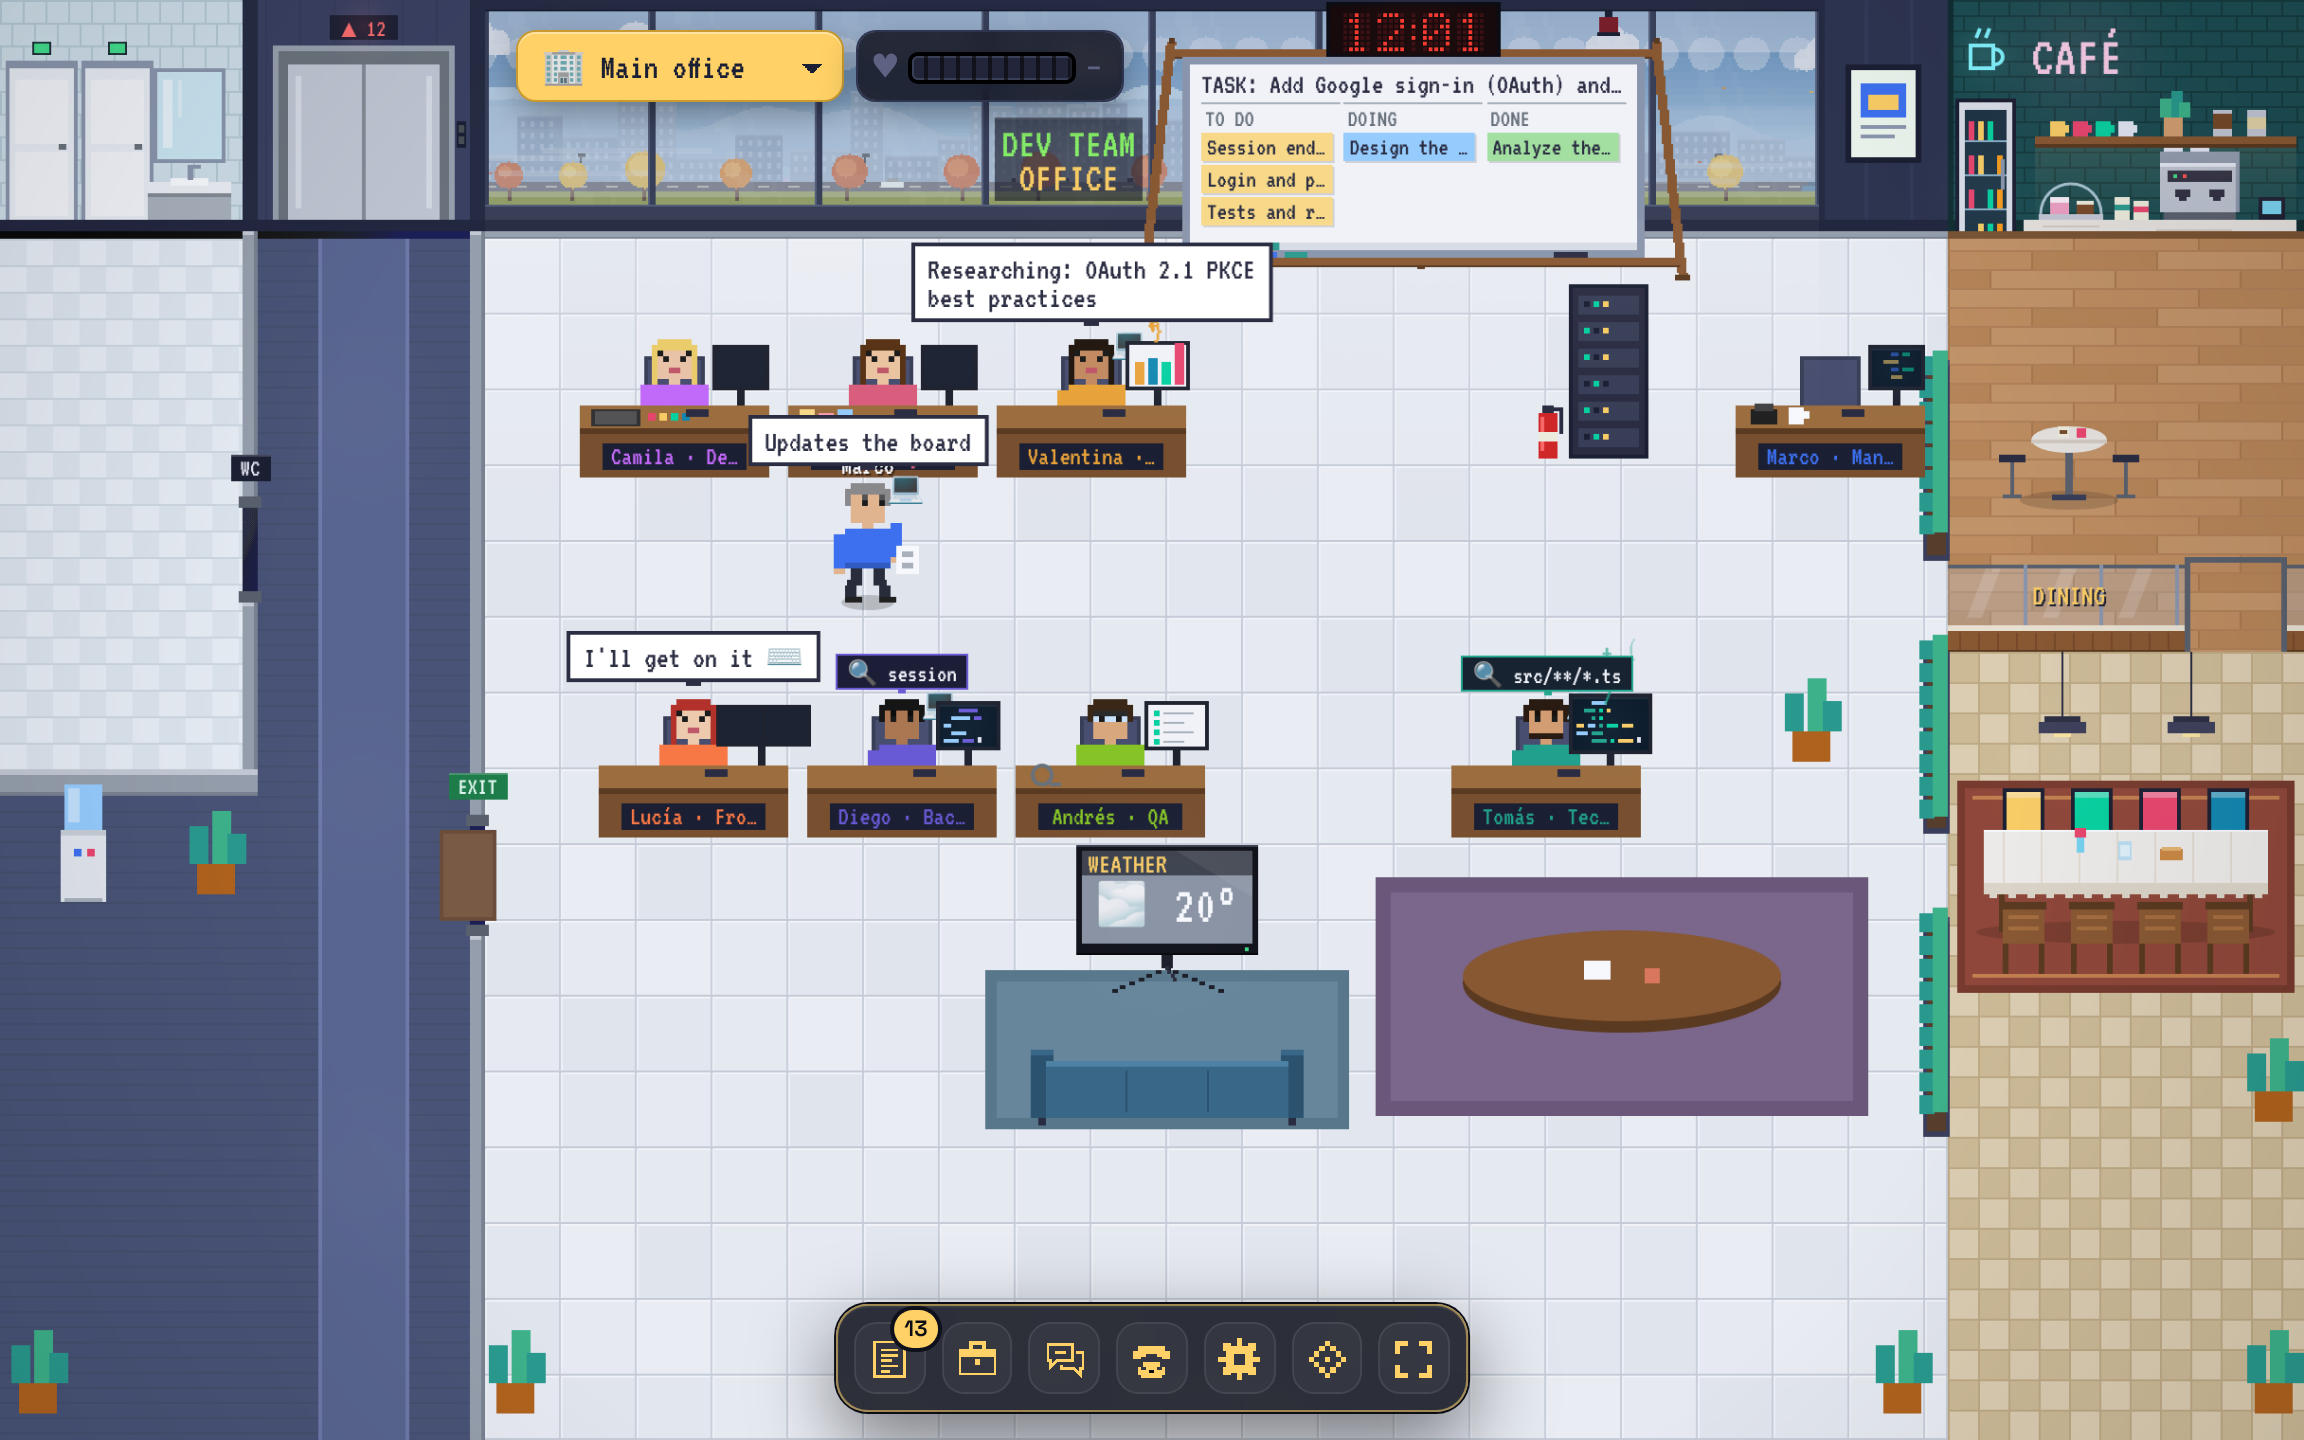 ▲ 12
Main office
–
12:01
CAFÉ
TASK: Add Google sign-in (OAuth) and…
TO DO
DOING
DONE
Session end…
Design the …
Analyze the…
Login and p…
Tests and r…
DEV TEAM
OFFICE
Researching: OAuth 2.1 PKCE
best practices
Updates the board
Camila · De…
Marco
Valentina ·…
Marco · Man…
WC
DINING
I'll get on it
session
src/**/*.ts
EXIT
Lucía · Fro…
Diego · Bac…
Andrés · QA
Tomás · Tec…
WEATHER
20°
13